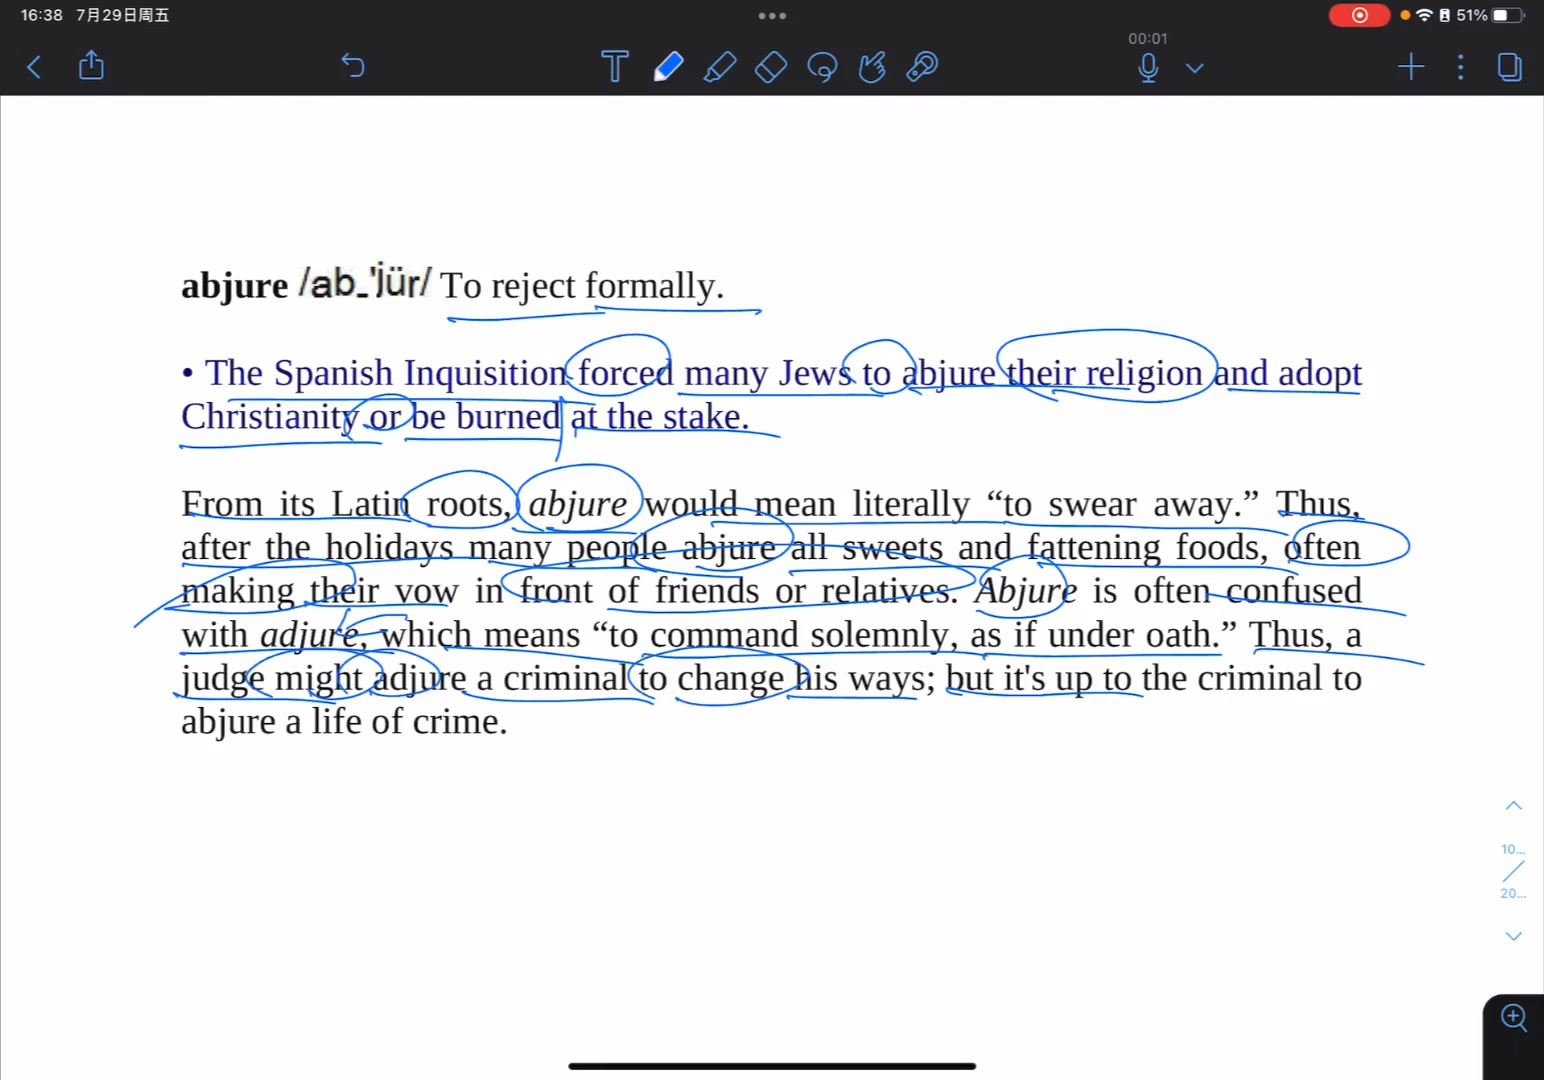 16:38 7月29日周五
51%
00:01
abjure /ab-ˈju̇r/ To reject formally.
• The Spanish Inquisition forced many Jews to abjure their religion and adopt
Christianity or be burned at the stake.
From its Latin roots, abjure would mean literally “to swear away.” Thus,
after the holidays many people abjure all sweets and fattening foods, often
making their vow in front of friends or relatives. Abjure is often confused
with adjure, which means “to command solemnly, as if under oath.” Thus, a
judge might adjure a criminal to change his ways; but it's up to the criminal to
abjure a life of crime.
10...
20...